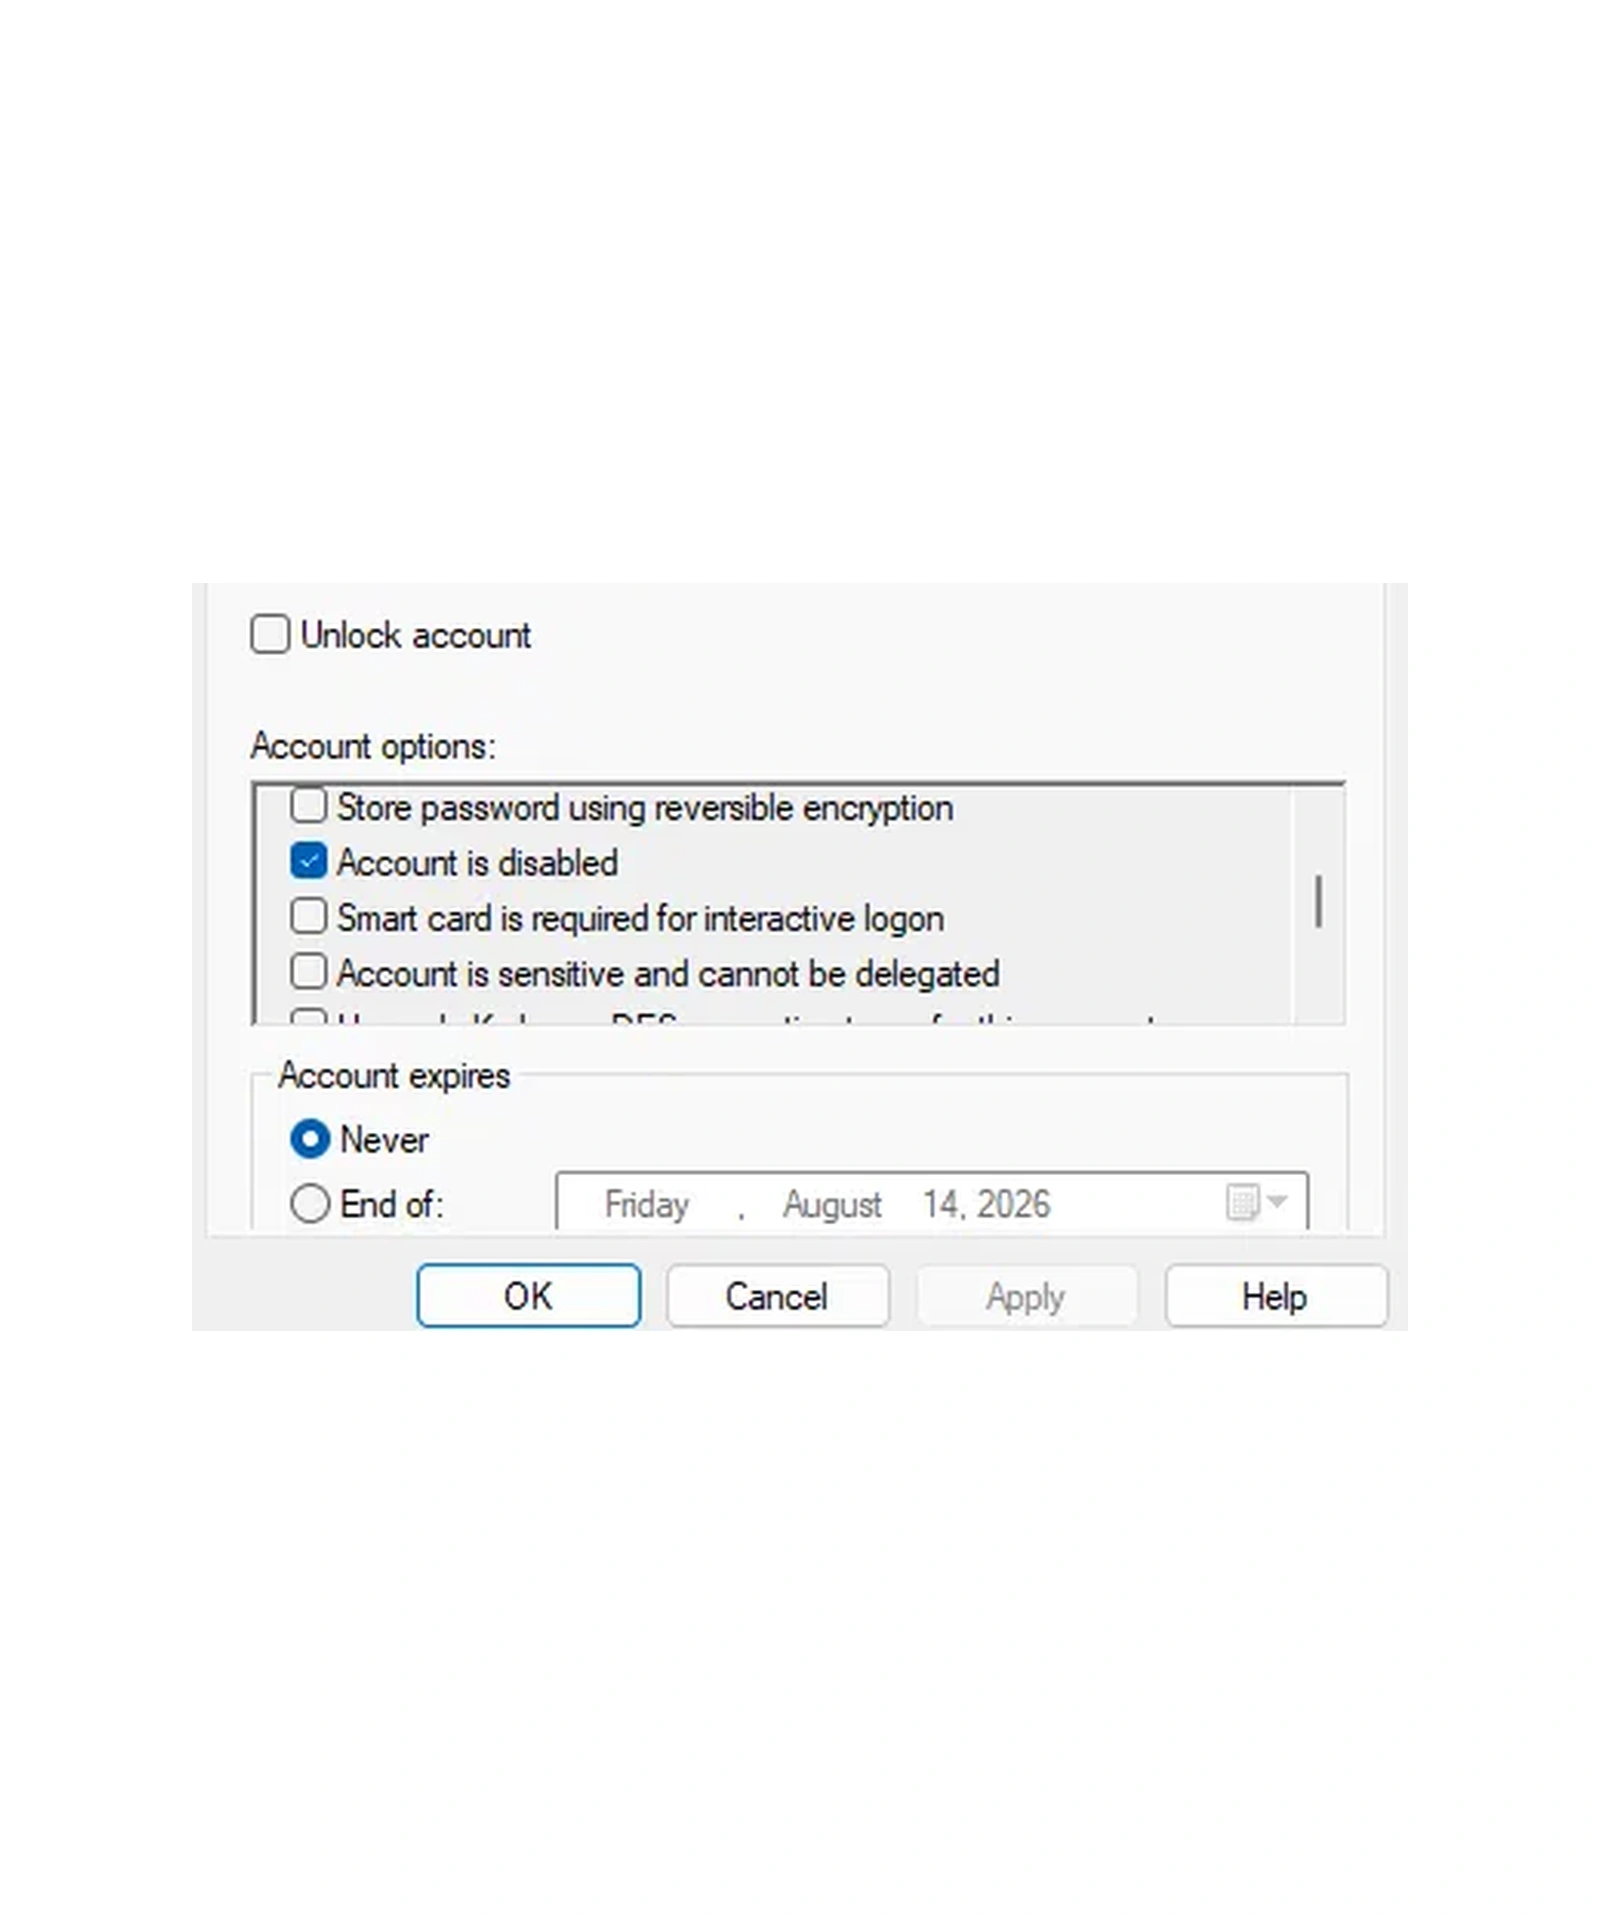 Unlock account
Account options:
Store password using reversible encryption
Account is disabled
Smart card is required for interactive logon
Account is sensitive and cannot be delegated
Account expires
Never
End of:
Friday , August 14, 2026
OK Cancel Apply Help